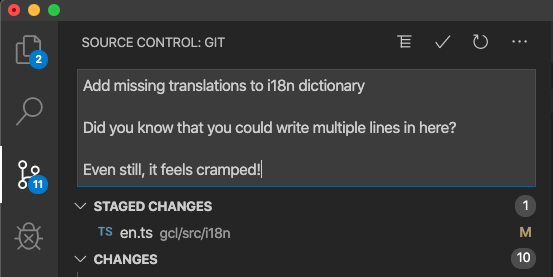 SOURCE CONTROL: GIT
2
Add missing translations to i18n dictionary
Did you know that you could write multiple lines in here?
Even still, it feels cramped!
11
STAGED CHANGES 1
TS en.ts gcl/src/i18n M
CHANGES 10